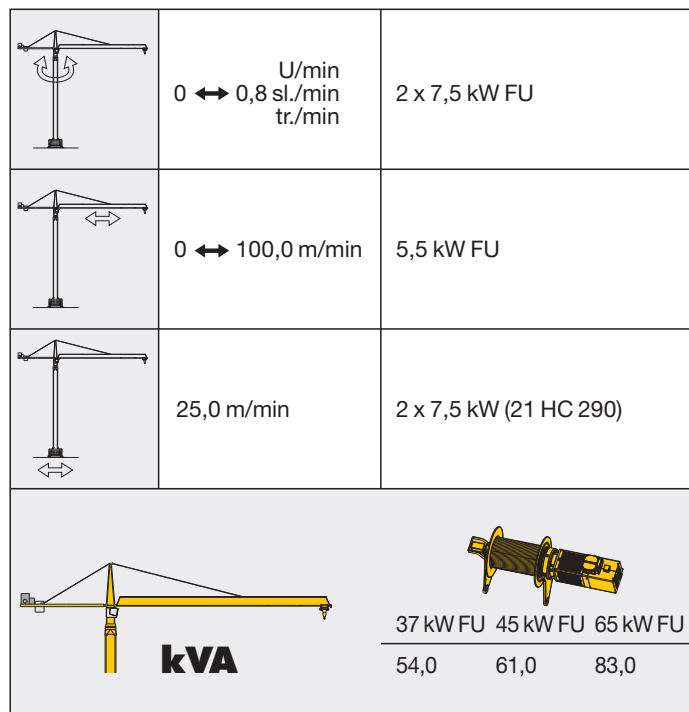 U/min
0 ↔ 0,8 sl./min
tr./min
2 x 7,5 kW FU
0 ↔ 100,0 m/min
5,5 kW FU
25,0 m/min
2 x 7,5 kW (21 HC 290)
kVA
37 kW FU 45 kW FU 65 kW FU
54,0 61,0 83,0